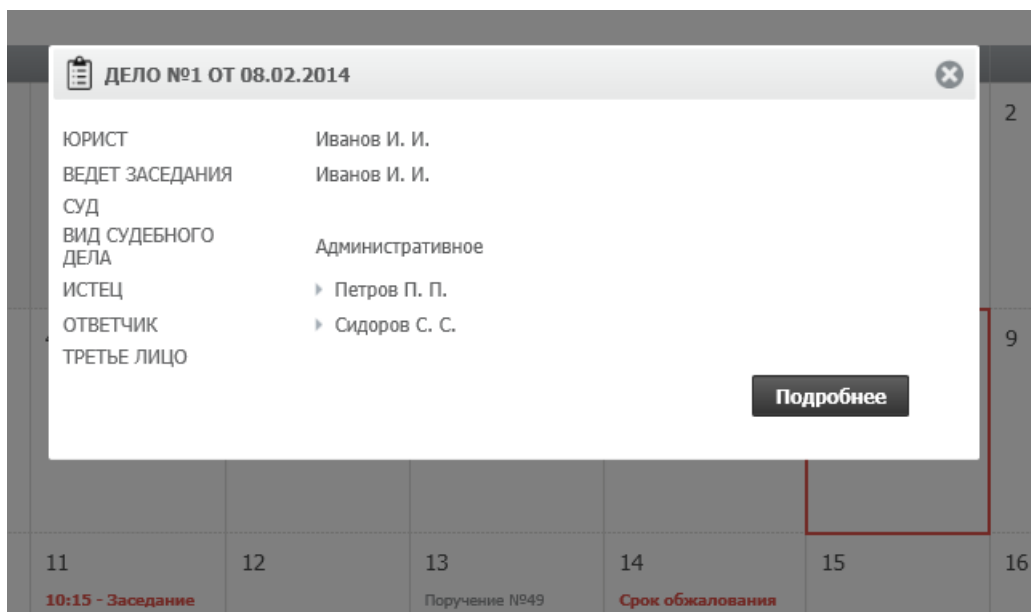 ДЕЛО №1 ОТ 08.02.2014
2
ЮРИСТ Иванов И. И.
ВЕДЕТ ЗАСЕДАНИЯ Иванов И. И.
СУД
ВИД СУДЕБНОГО
ДЕЛА Административное
ИСТЕЦ Петров П. П.
ОТВЕТЧИК Сидоров С. С.
9
ТРЕТЬЕ ЛИЦО
Подробнее
11 12 13 14 15 16
10:15 - Заседание Поручение №49 Срок обжалования